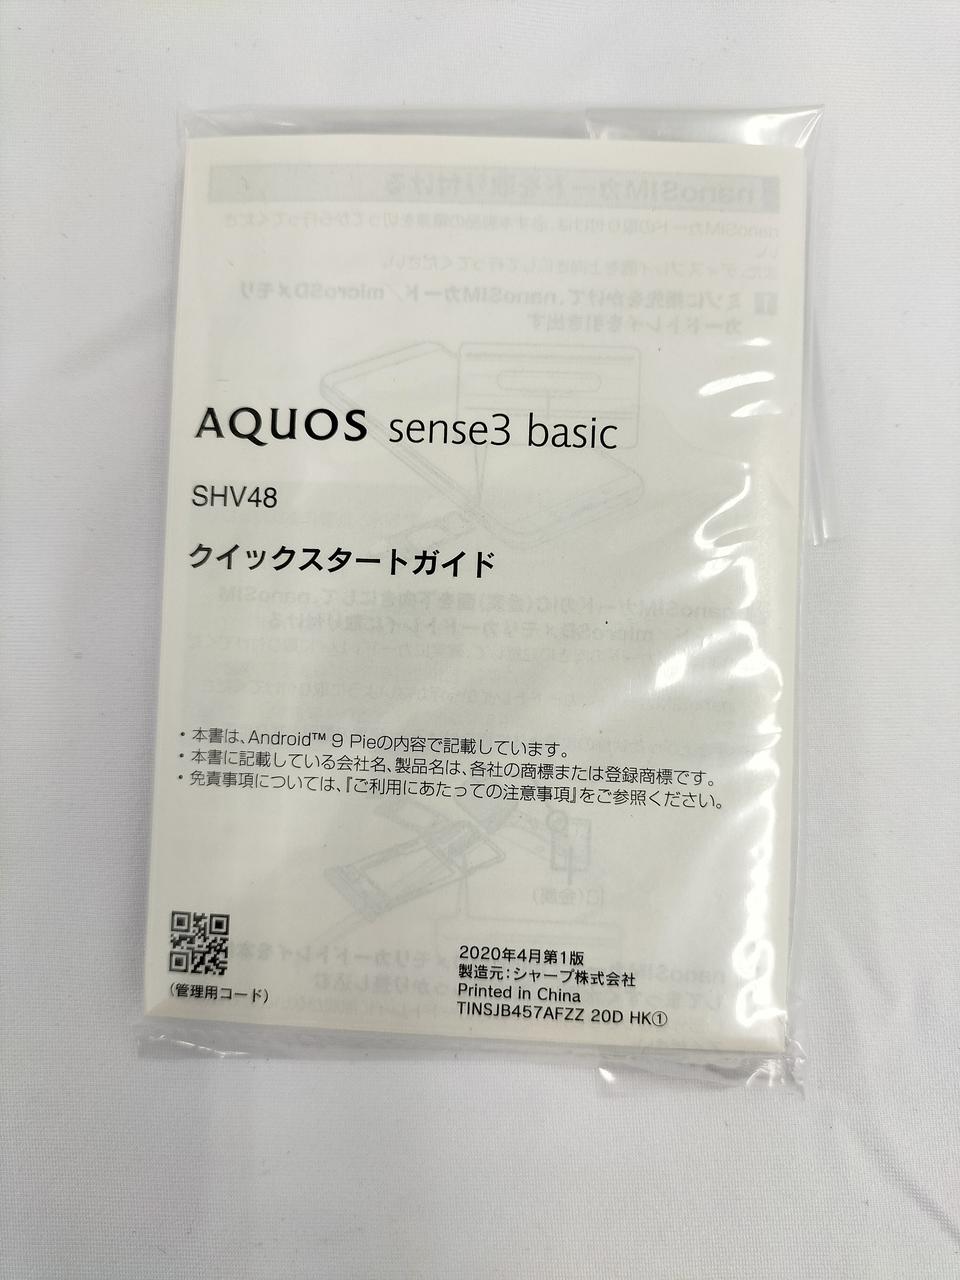 AQUOS sense3 basic
SHV48
クイックスタートガイド
・本書は、Android™ 9 Pieの内容で記載しています。
・本書に記載している会社名、製品名は、各社の商標または登録商標です。
・免責事項については、『ご利用にあたっての注意事項』をご参照ください。
(管理用コード)
2020年4月第1版
製造元：シャープ株式会社
Printed in China
TINSJB457AFZZ 20D HK①